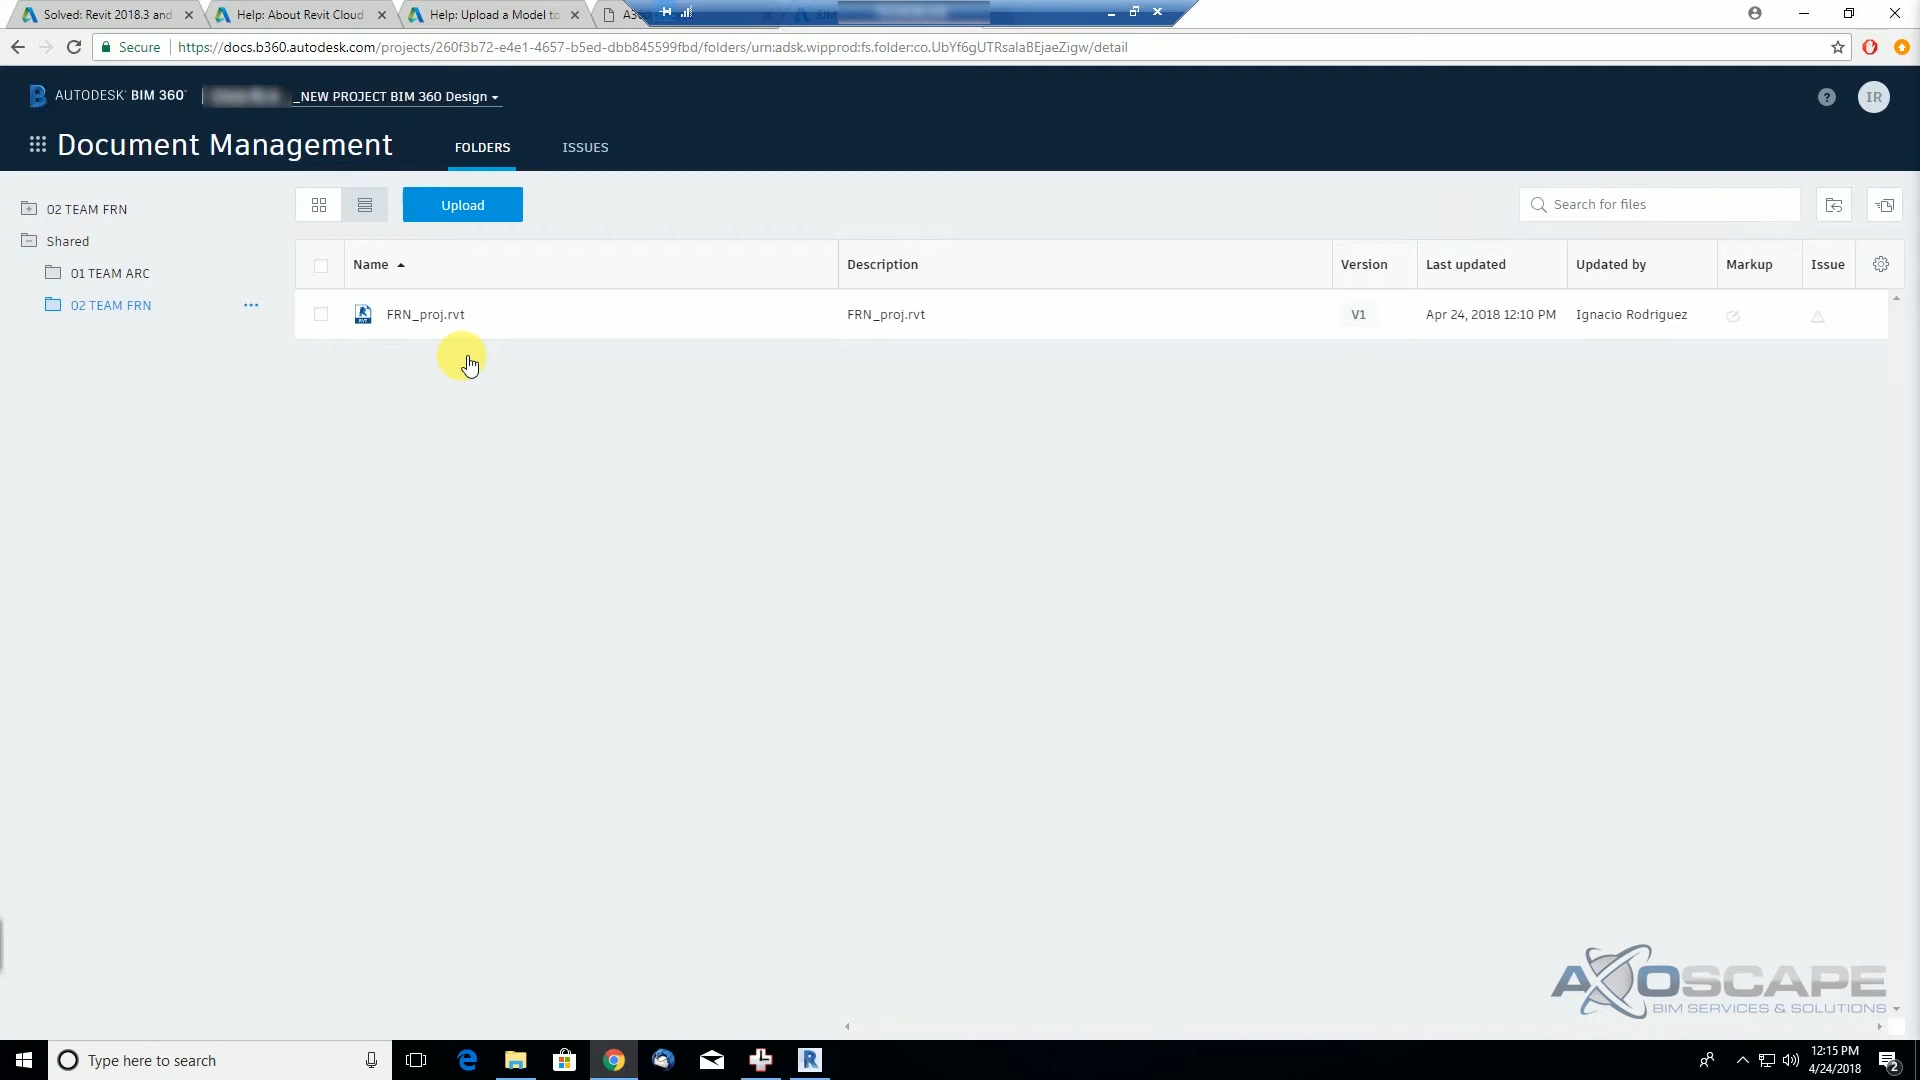 Solved: Revit 2018.3 and
Help: About Revit Cloud
Help: Upload a Model to
Secure
https://docs.b360.autodesk.com/projects/260f3b72-e4e1-4657-b5ed-dbb845599fbd/folders/urn:adsk.wipprod:fs.folder:co.UbYf6gUTRsalaBEjaeZigw/detail
AUTODESK® BIM 360™
_NEW PROJECT BIM 360 Design
?
IR
Document Management
FOLDERS
ISSUES
02 TEAM FRN
Shared
01 TEAM ARC
02 TEAM FRN
Upload
Search for files
Name
Description
Version
Last updated
Updated by
Markup
Issue
FRN_proj.rvt
FRN_proj.rvt
V1
Apr 24, 2018 12:10 PM
Ignacio Rodriguez
AXOSCAPE
BIM SERVICES & SOLUTIONS
Type here to search
12:15 PM
4/24/2018
2